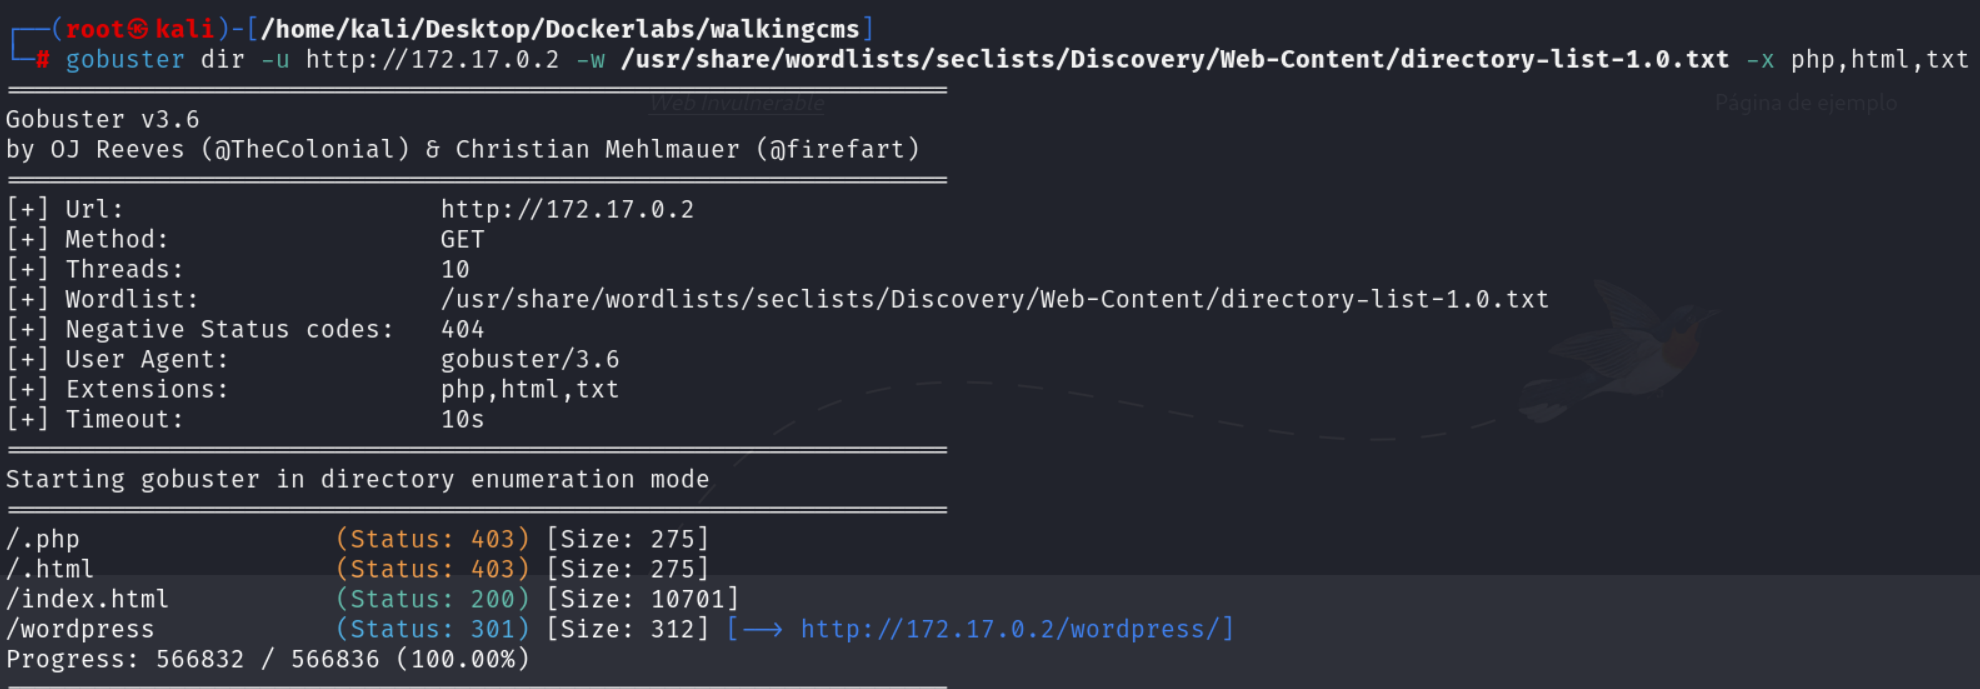 ┌──(root㉿kali)-[/home/kali/Desktop/Dockerlabs/walkingcms]
└─# gobuster dir -u http://172.17.0.2 -w /usr/share/wordlists/seclists/Discovery/Web-Content/directory-list-1.0.txt -x php,html,txt
===============================================================
Web Invulnerable
Página de ejemplo
Gobuster v3.6
by OJ Reeves (@TheColonial) & Christian Mehlmauer (@firefart)
===============================================================
[+] Url: http://172.17.0.2
[+] Method: GET
[+] Threads: 10
[+] Wordlist: /usr/share/wordlists/seclists/Discovery/Web-Content/directory-list-1.0.txt
[+] Negative Status codes: 404
[+] User Agent: gobuster/3.6
[+] Extensions: php,html,txt
[+] Timeout: 10s
===============================================================
Starting gobuster in directory enumeration mode
===============================================================
/.php (Status: 403) [Size: 275]
/.html (Status: 403) [Size: 275]
/index.html (Status: 200) [Size: 10701]
/wordpress (Status: 301) [Size: 312] [--> http://172.17.0.2/wordpress/]
Progress: 566832 / 566836 (100.00%)
===============================================================